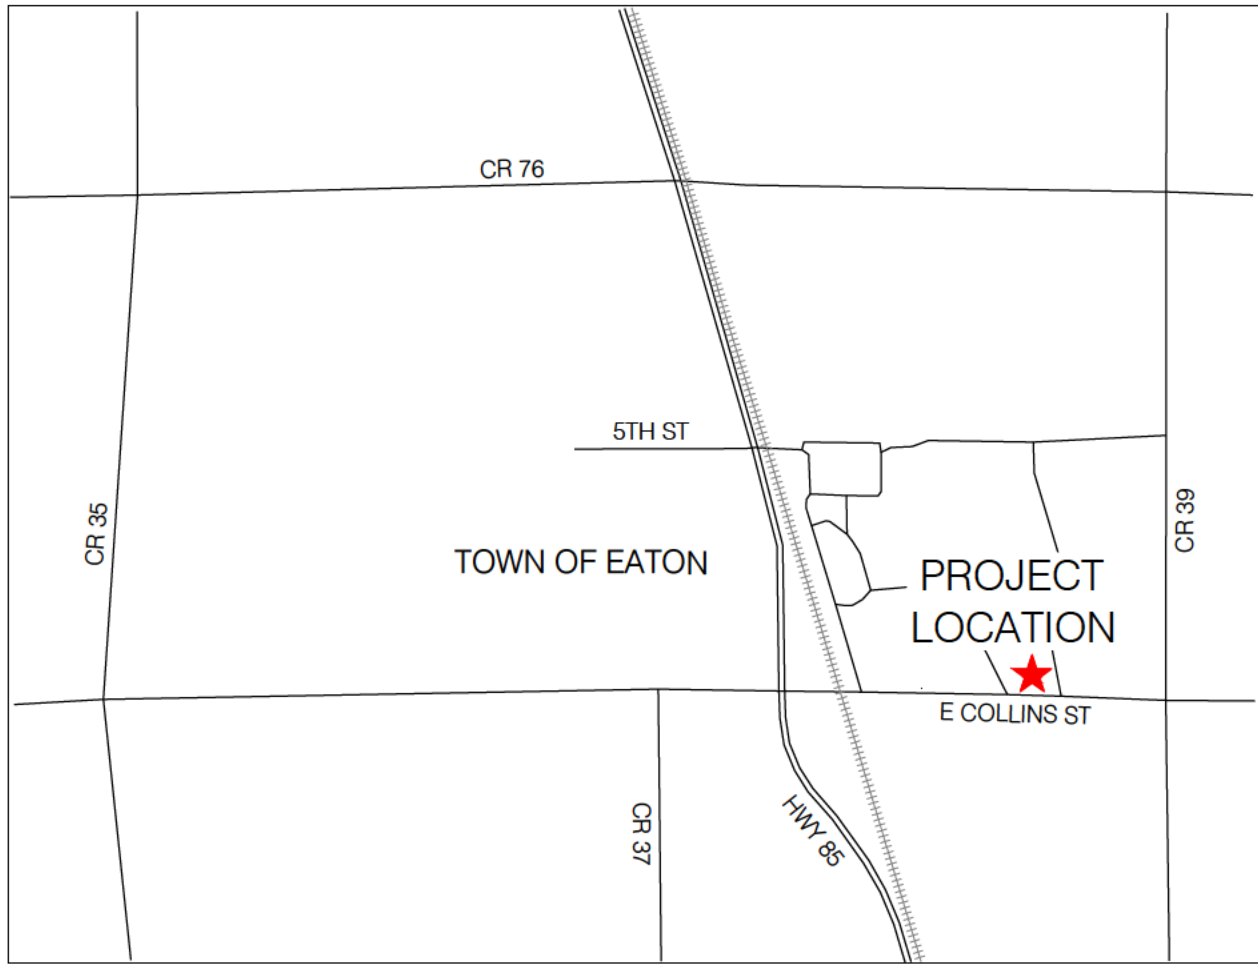 CR 76
5TH ST
CR 35
CR 39
TOWN OF EATON
PROJECT
LOCATION
E COLLINS ST
CR 37
HWY 85